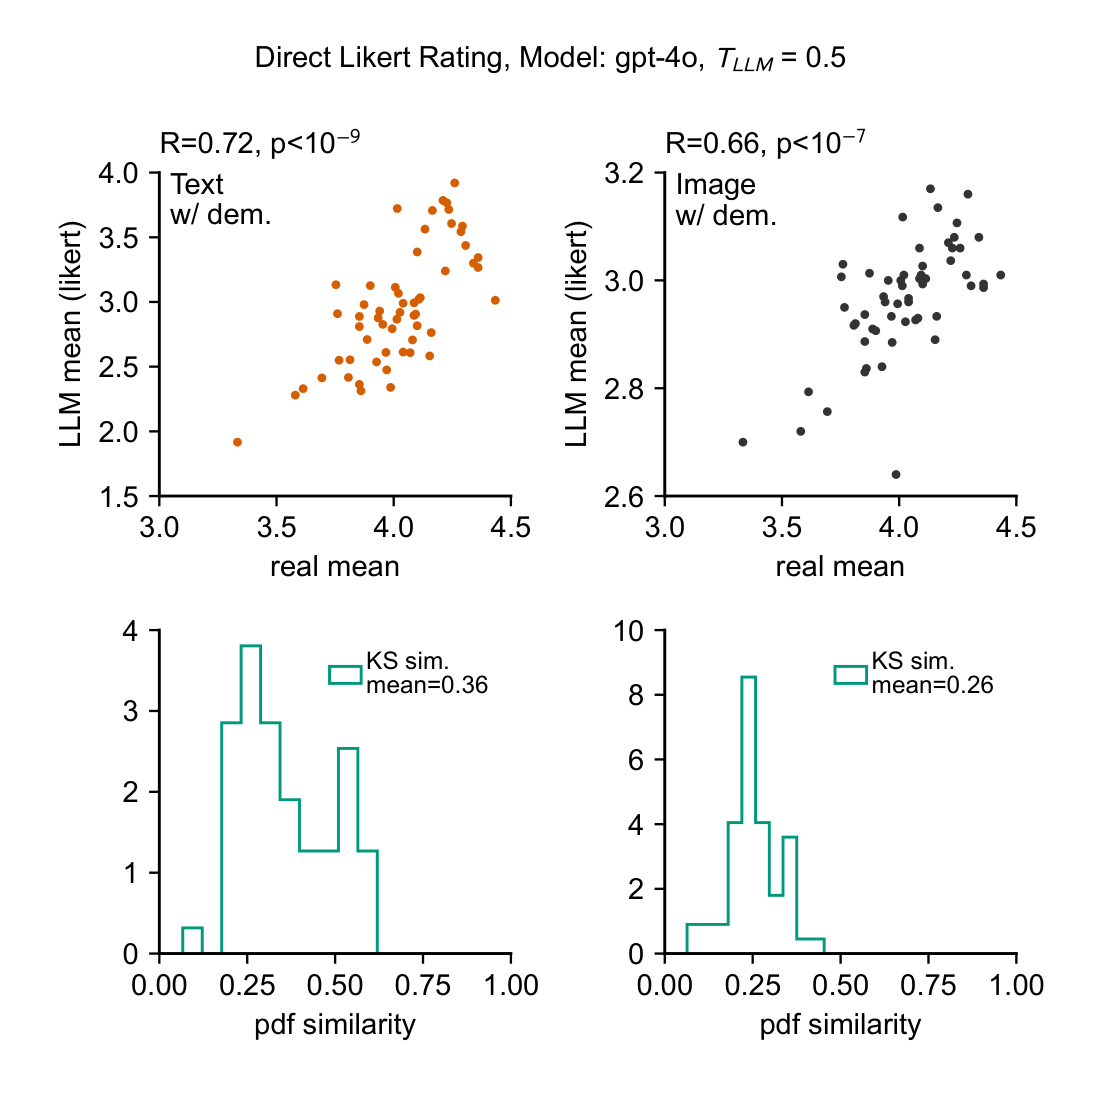 Direct Likert Rating, Model: gpt-4o, T_LLM = 0.5
R=0.72, p<10⁻⁹
Text
w/ dem.
LLM mean (likert)
4.0
3.5
3.0
2.5
2.0
1.5
3.0 3.5 4.0 4.5
real mean
R=0.66, p<10⁻⁷
Image
w/ dem.
LLM mean (likert)
3.2
3.0
2.8
2.6
3.0 3.5 4.0 4.5
real mean
4
3
2
1
0
KS sim.
mean=0.36
0.00 0.25 0.50 0.75 1.00
pdf similarity
10
8
6
4
2
0
KS sim.
mean=0.26
0.00 0.25 0.50 0.75 1.00
pdf similarity